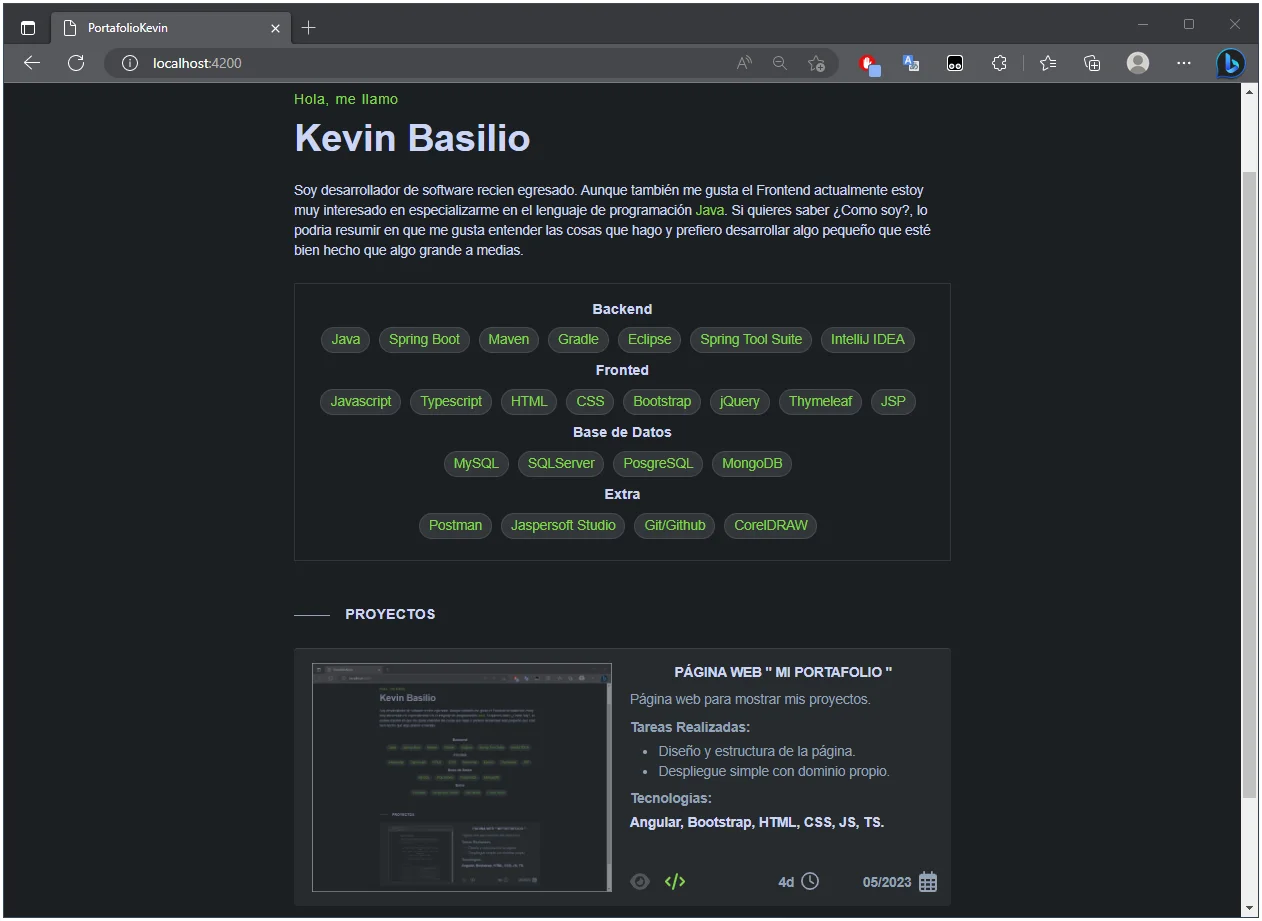 PortafolioKevin
localhost:4200
Hola, me llamo
Kevin Basilio
Soy desarrollador de software recien egresado. Aunque también me gusta el Frontend actualmente estoy
muy interesado en especializarme en el lenguaje de programación Java. Si quieres saber ¿Como soy?, lo
podria resumir en que me gusta entender las cosas que hago y prefiero desarrollar algo pequeño que esté
bien hecho que algo grande a medias.
Backend
Java Spring Boot Maven Gradle Eclipse Spring Tool Suite IntelliJ IDEA
Fronted
Javascript Typescript HTML CSS Bootstrap jQuery Thymeleaf JSP
Base de Datos
MySQL SQLServer PosgreSQL MongoDB
Extra
Postman Jaspersoft Studio Git/Github CorelDRAW
PROYECTOS
Kevin Basilio
PÁGINA WEB " MI PORTAFOLIO "
Página web para mostrar mis proyectos.
Tareas Realizadas:
Diseño y estructura de la página.
Despliegue simple con dominio propio.
Tecnologias:
Angular, Bootstrap, HTML, CSS, JS, TS.
4d 05/2023